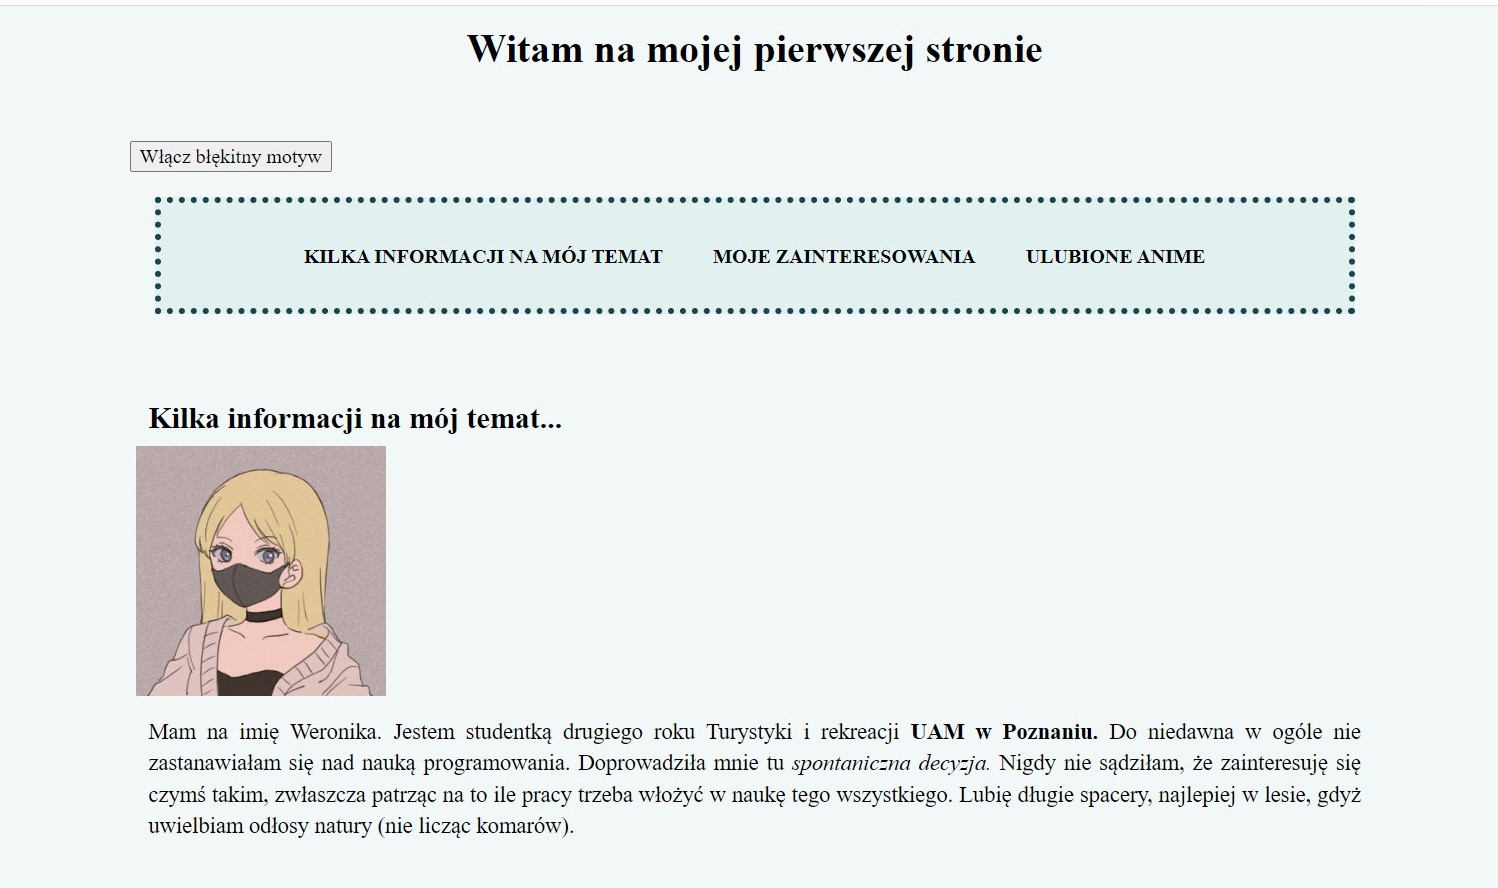 Witam na mojej pierwszej stronie
Włącz błękitny motyw
KILKA INFORMACJI NA MÓJ TEMAT MOJE ZAINTERESOWANIA ULUBIONE ANIME
Kilka informacji na mój temat...
Mam na imię Weronika. Jestem studentką drugiego roku Turystyki i rekreacji UAM w Poznaniu. Do niedawna w ogóle nie
zastanawiałam się nad nauką programowania. Doprowadziła mnie tu spontaniczna decyzja. Nigdy nie sądziłam, że zainteresuję się
czymś takim, zwłaszcza patrząc na to ile pracy trzeba włożyć w naukę tego wszystkiego. Lubię długie spacery, najlepiej w lesie, gdyż
uwielbiam odłosy natury (nie licząc komarów).